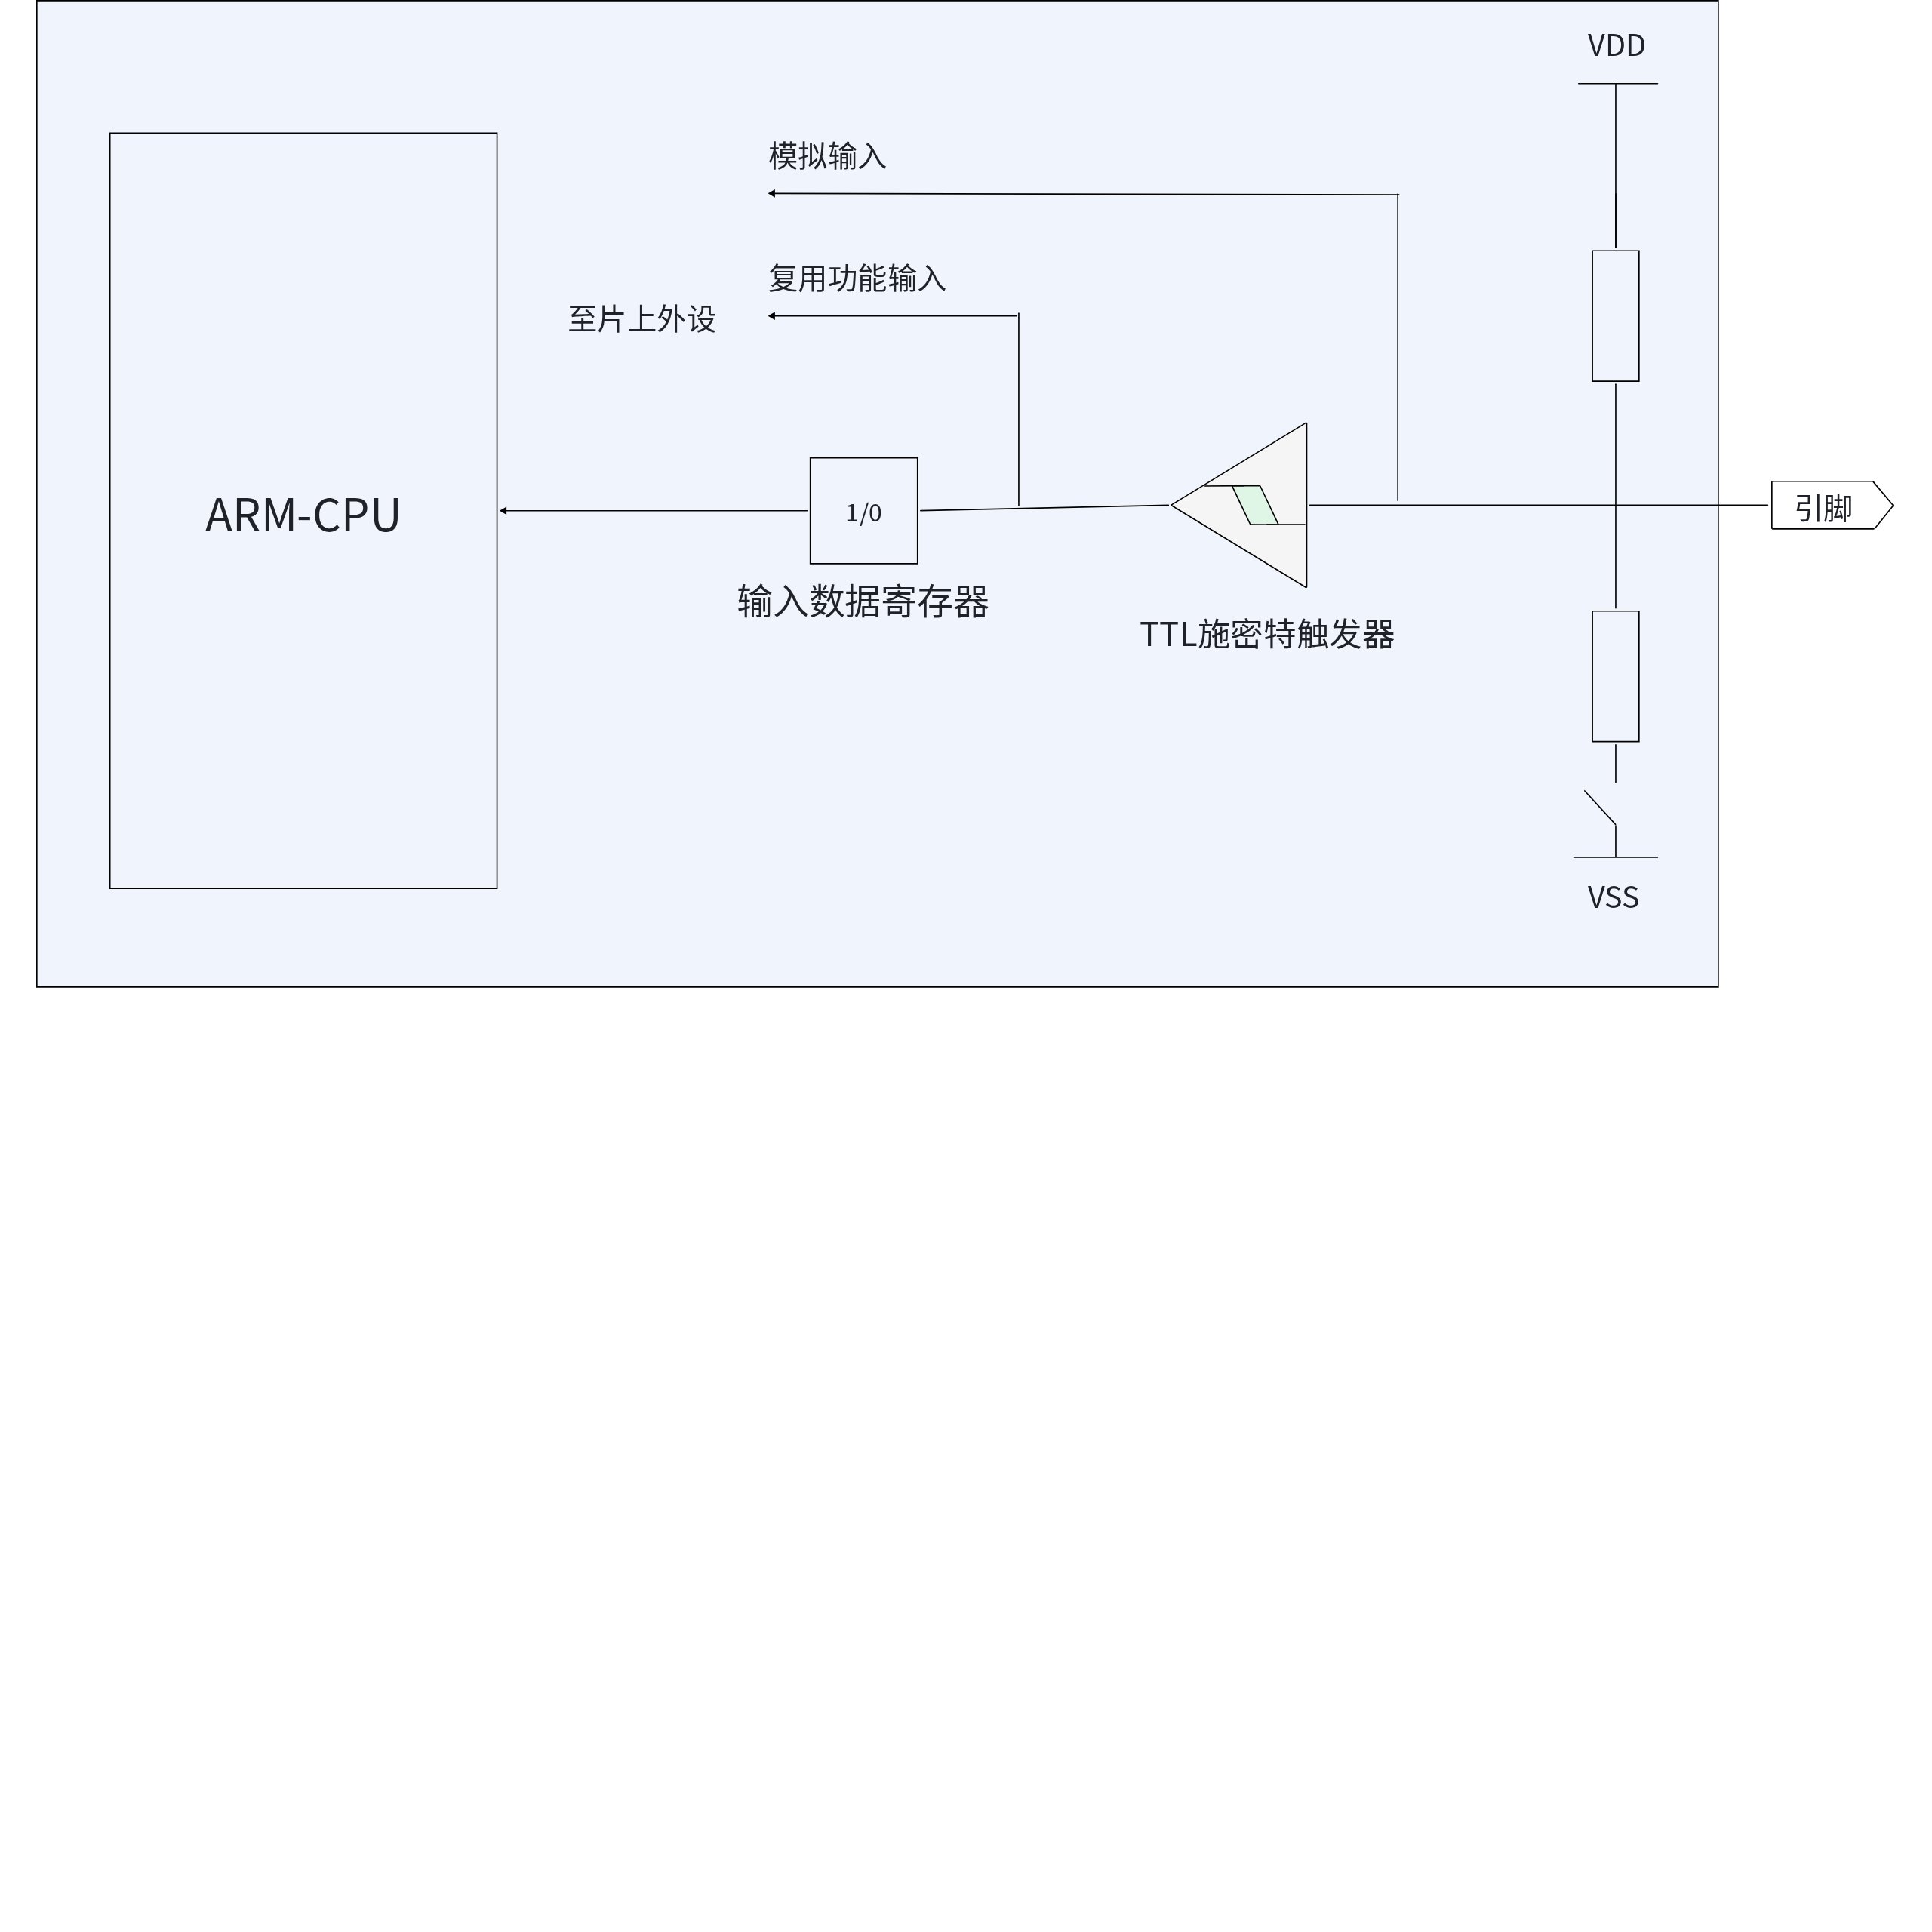 VDD
模拟输入
复用功能输入
至片上外设
ARM-CPU
1/0
引脚
输入数据寄存器
TTL施密特触发器
VSS